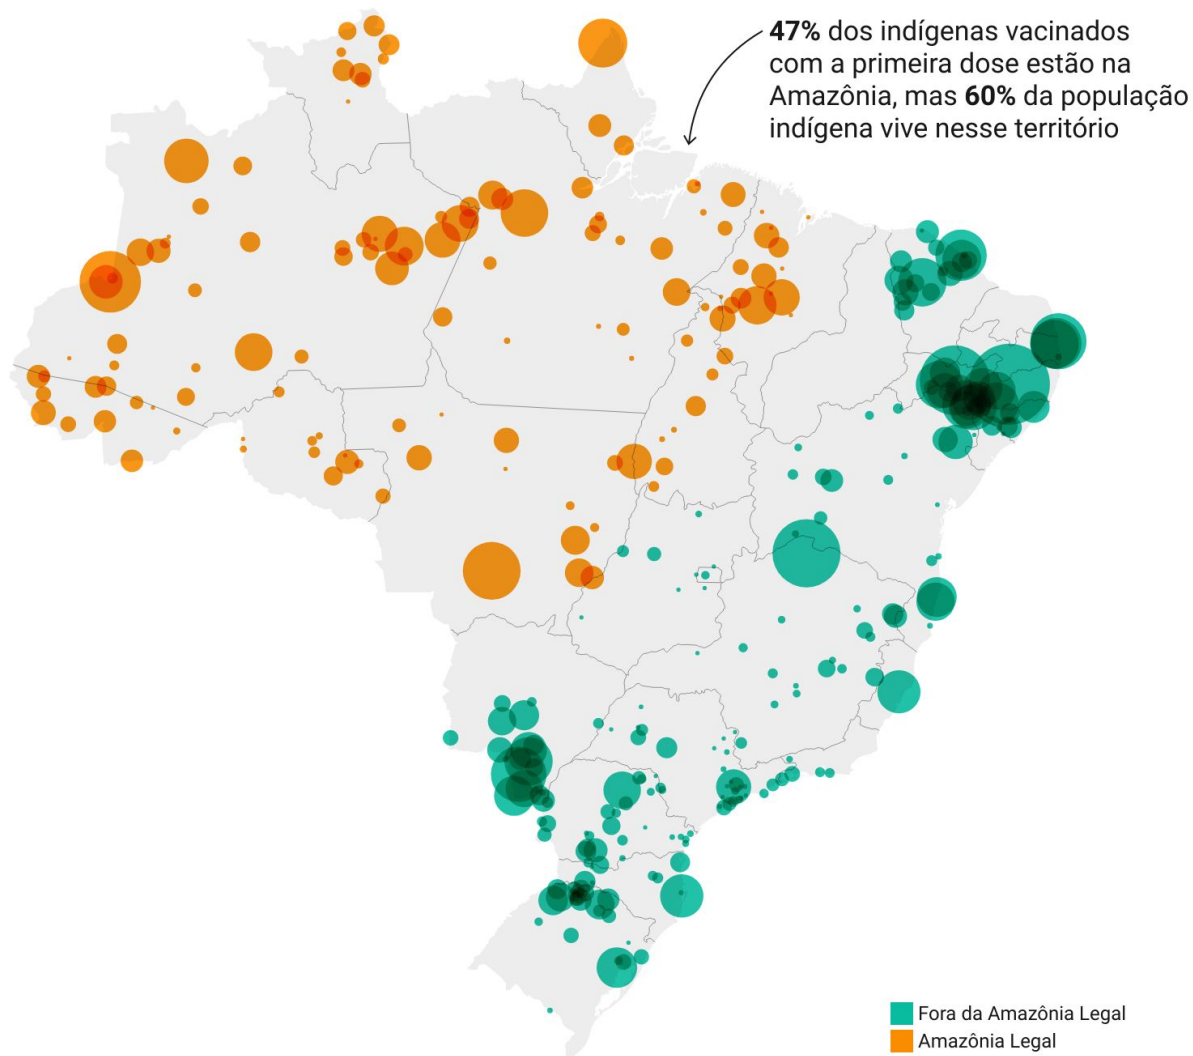 47% dos indígenas vacinados
com a primeira dose estão na
Amazônia, mas 60% da população
indígena vive nesse território
Fora da Amazônia Legal
Amazônia Legal